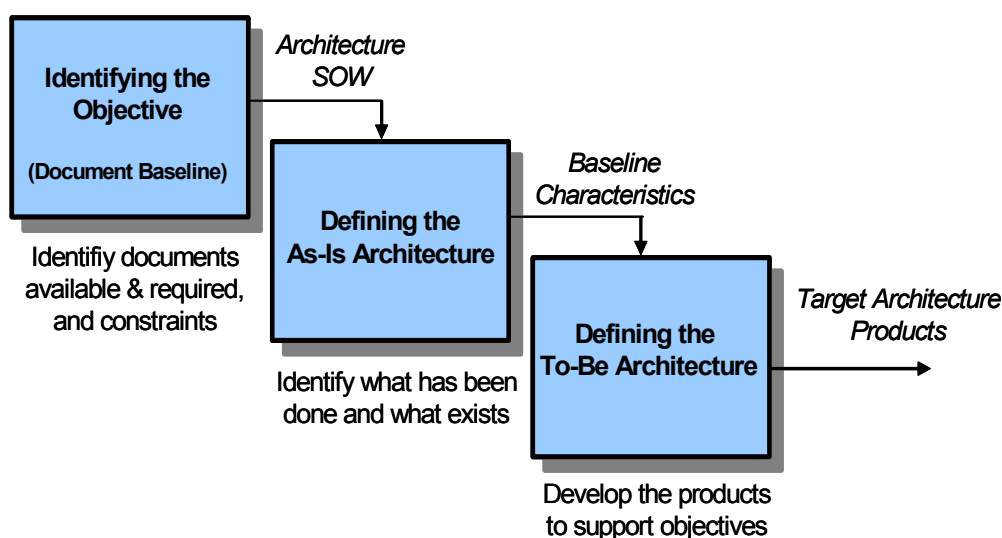 Identifying the
Objective
(Document Baseline)
Architecture
SOW
Identifiy documents
available & required,
and constraints
Defining the
As-Is Architecture
Baseline
Characteristics
Identify what has been
done and what exists
Defining the
To-Be Architecture
Target Architecture
Products
Develop the products
to support objectives